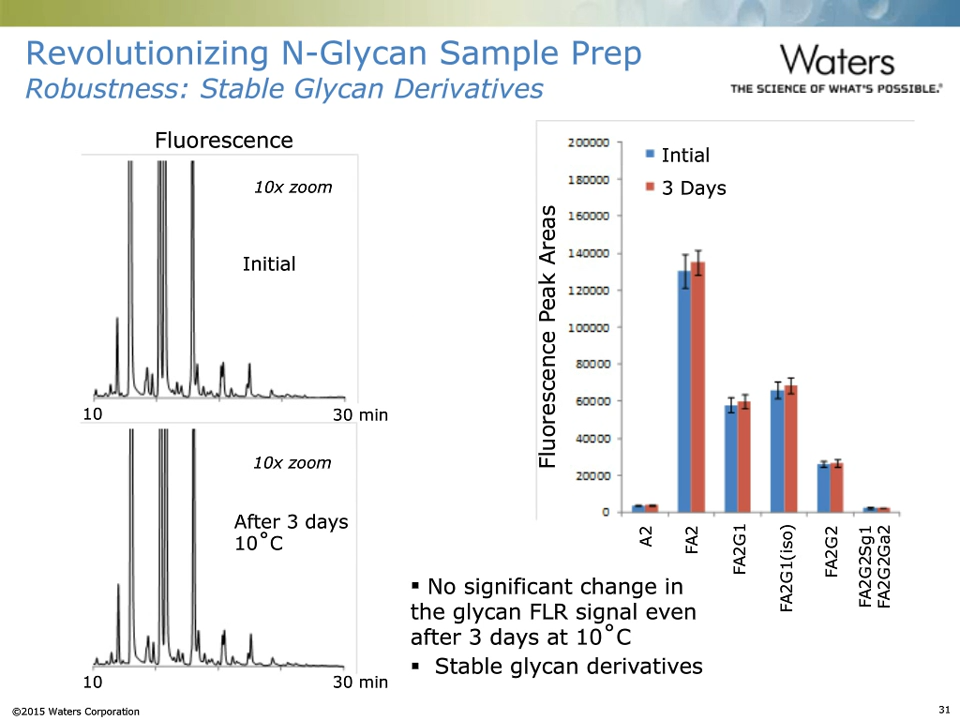 Revolutionizing N-Glycan Sample Prep
Robustness: Stable Glycan Derivatives
Waters
THE SCIENCE OF WHAT'S POSSIBLE.®
Fluorescence
10x zoom
Initial
10
30 min
10x zoom
After 3 days
10˚C
10
30 min
Fluorescence Peak Areas
200000
180000
160000
140000
120000
100000
80000
60000
40000
20000
0
Intial
3 Days
A2
FA2
FA2G1
FA2G1(iso)
FA2G2
FA2G2Sg1
FA2G2Ga2
▪ No significant change in
the glycan FLR signal even
after 3 days at 10˚C
▪ Stable glycan derivatives
©2015 Waters Corporation
31